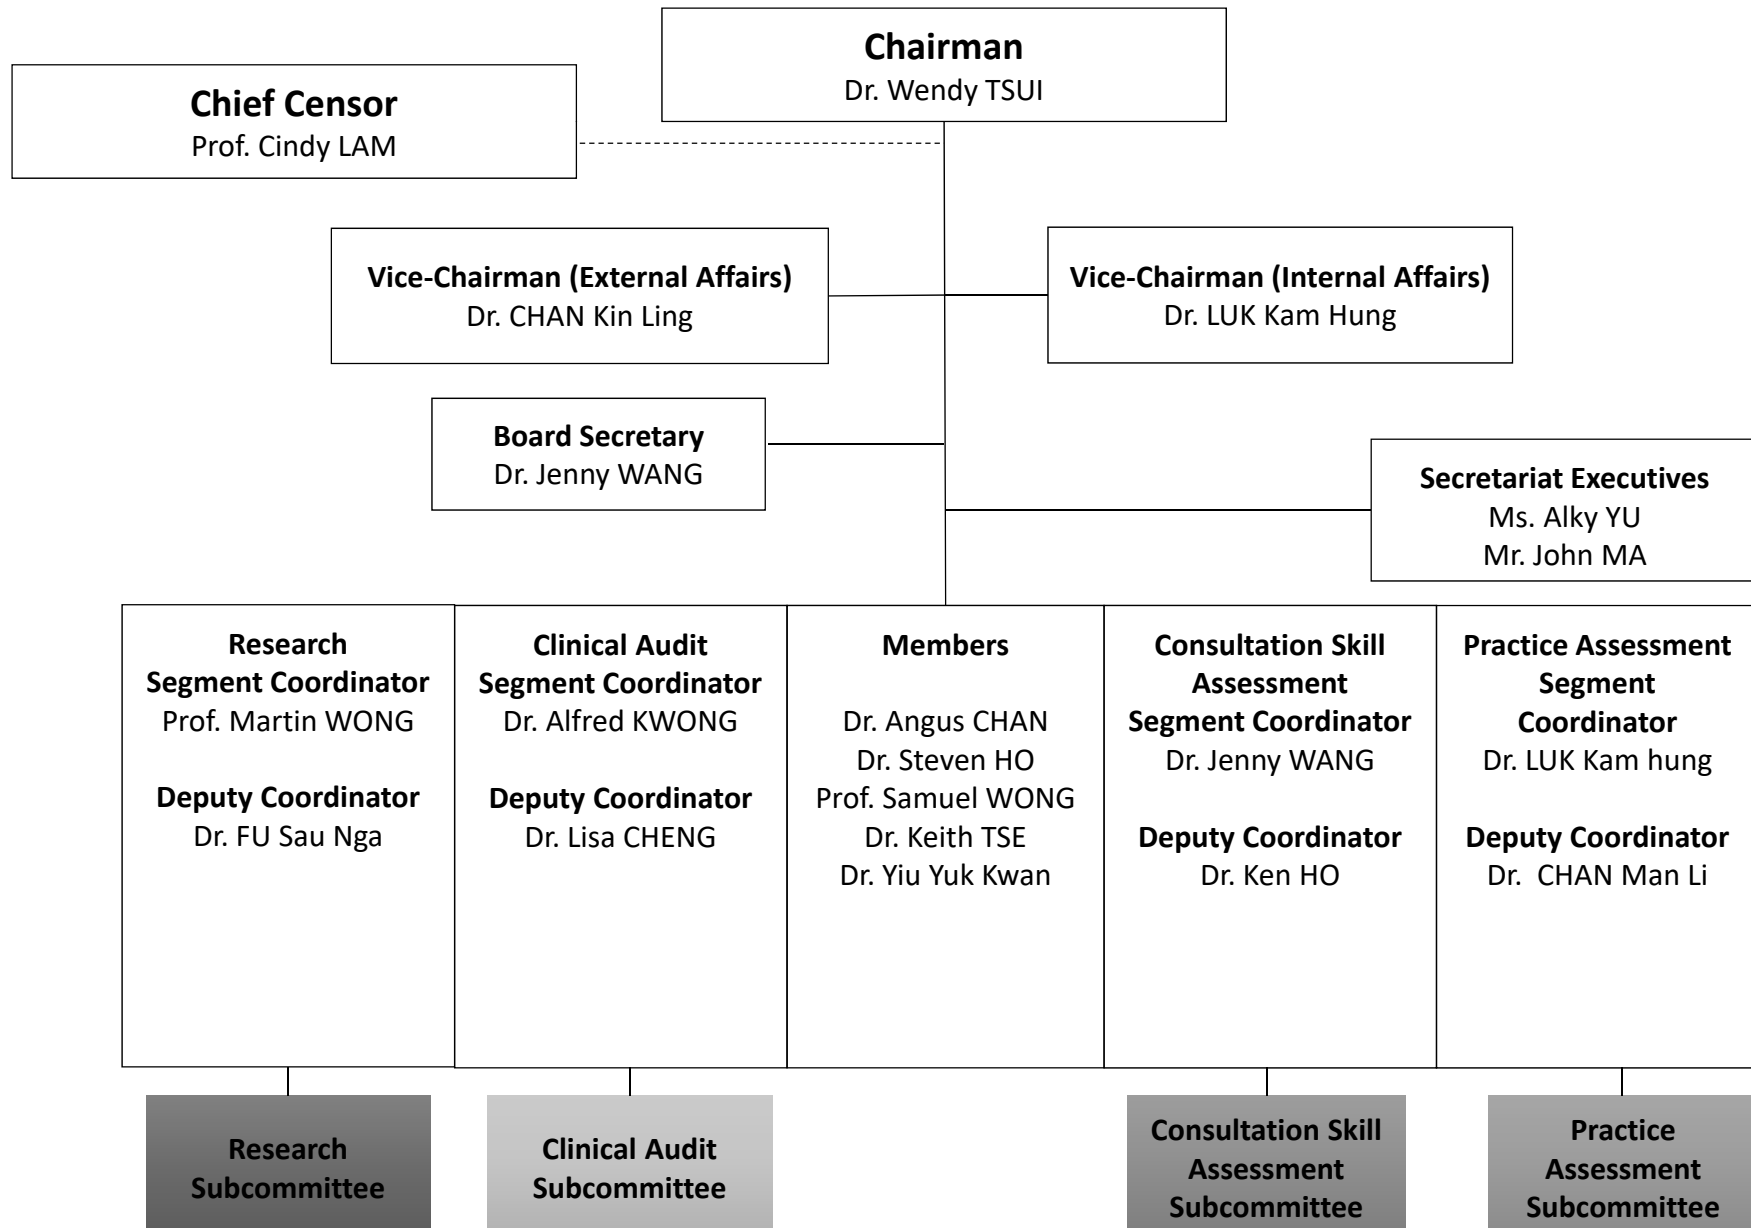 Chairman
Dr. Wendy TSUI
Chief Censor
Prof. Cindy LAM
Vice-Chairman (External Affairs)
Dr. CHAN Kin Ling
Vice-Chairman (Internal Affairs)
Dr. LUK Kam Hung
Board Secretary
Dr. Jenny WANG
Secretariat Executives
Ms. Alky YU
Mr. John MA
Research
Segment Coordinator
Prof. Martin WONG
Deputy Coordinator
Dr. FU Sau Nga
Clinical Audit
Segment Coordinator
Dr. Alfred KWONG
Deputy Coordinator
Dr. Lisa CHENG
Members
Dr. Angus CHAN
Dr. Steven HO
Prof. Samuel WONG
Dr. Keith TSE
Dr. Yiu Yuk Kwan
Consultation Skill
Assessment
Segment Coordinator
Dr. Jenny WANG
Deputy Coordinator
Dr. Ken HO
Practice Assessment
Segment
Coordinator
Dr. LUK Kam hung
Deputy Coordinator
Dr. CHAN Man Li
Research
Subcommittee
Clinical Audit
Subcommittee
Consultation Skill
Assessment
Subcommittee
Practice
Assessment
Subcommittee